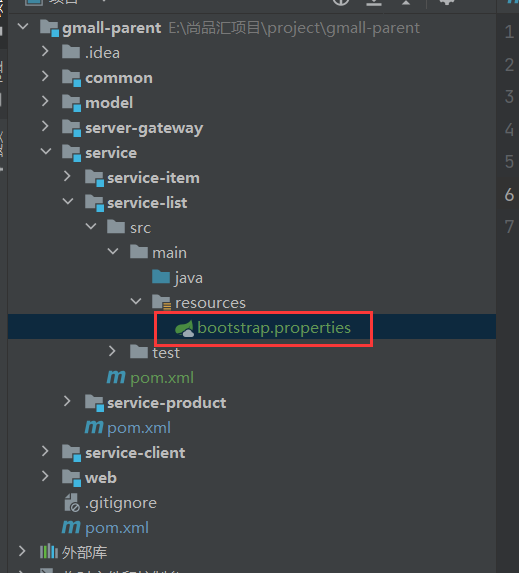 项目
gmall-parent E:\尚品汇项目\project\gmall-parent
.idea
common
model
server-gateway
service
service-item
service-list
src
main
java
resources
bootstrap.properties
test
pom.xml
service-product
pom.xml
service-client
web
.gitignore
pom.xml
外部库
1
2
3
4
5
6
7